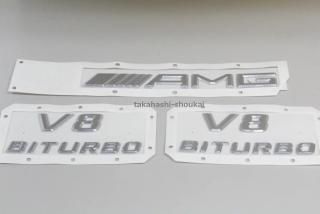 AMG
takahashi-shoukai
V8
BITURBO
V8
BITURBO